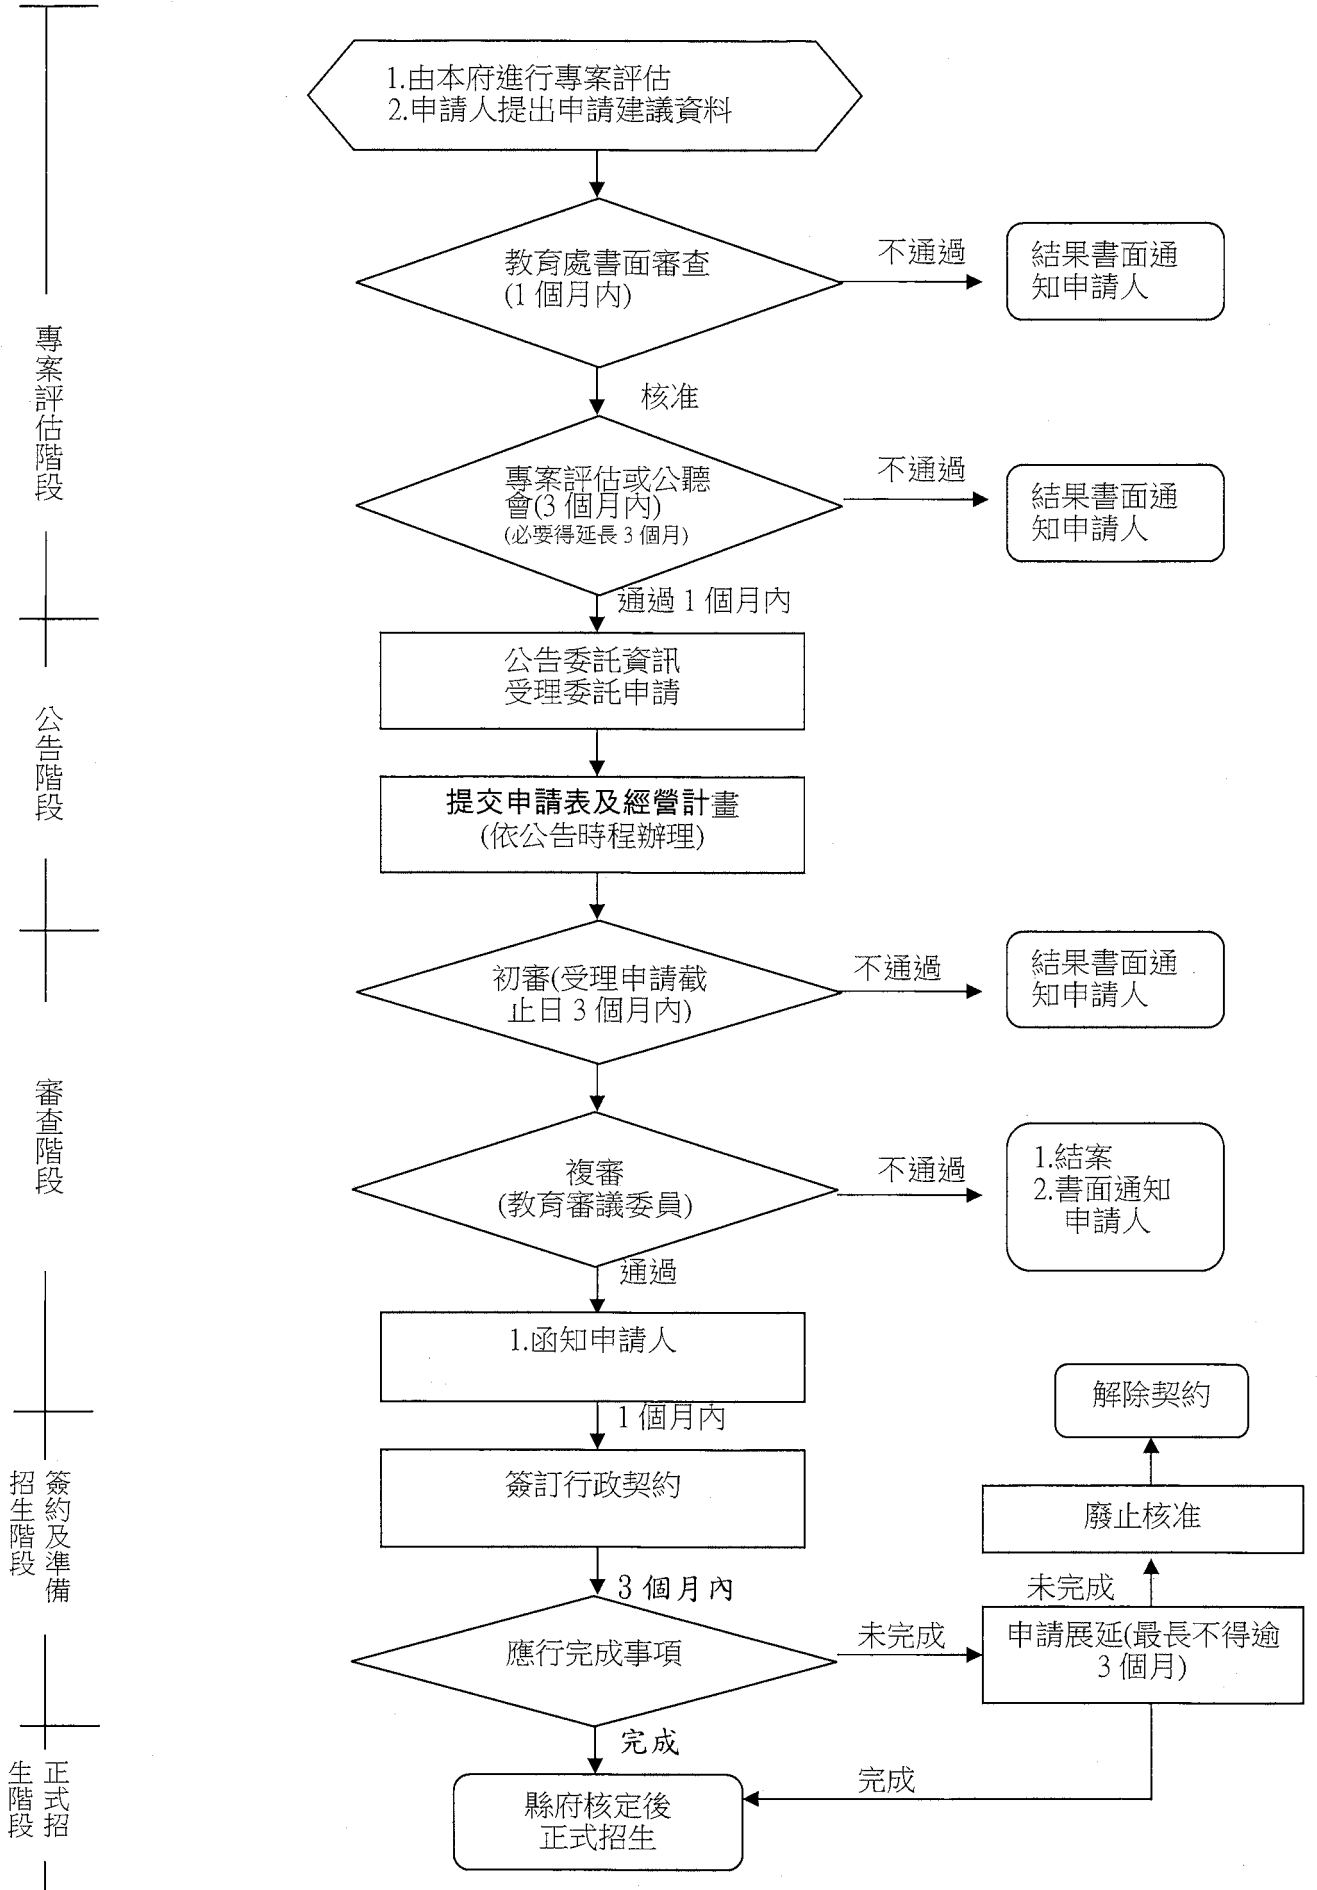 1.由本府進行專案評估
2.申請人提出申請建議資料
教育處書面審查
(1 個月內)
不通過
結果書面通
知申請人
核准
專案評估階段
專案評估或公聽
會(3 個月內)
(必要得延長 3 個月)
不通過
結果書面通
知申請人
通過 1 個月內
公告委託資訊
受理委託申請
公告階段
提交申請表及經營計畫
(依公告時程辦理)
初審(受理申請截
止日 3 個月內)
不通過
結果書面通
知申請人
審查階段
複審
(教育審議委員)
不通過
1.結案
2.書面通知
申請人
通過
1.函知申請人
1 個月內
解除契約
簽約及準備
招生階段
簽訂行政契約
廢止核准
3 個月內
未完成
應行完成事項
未完成
申請展延(最長不得逾
3 個月)
完成
正式招
生階段
完成
縣府核定後
正式招生